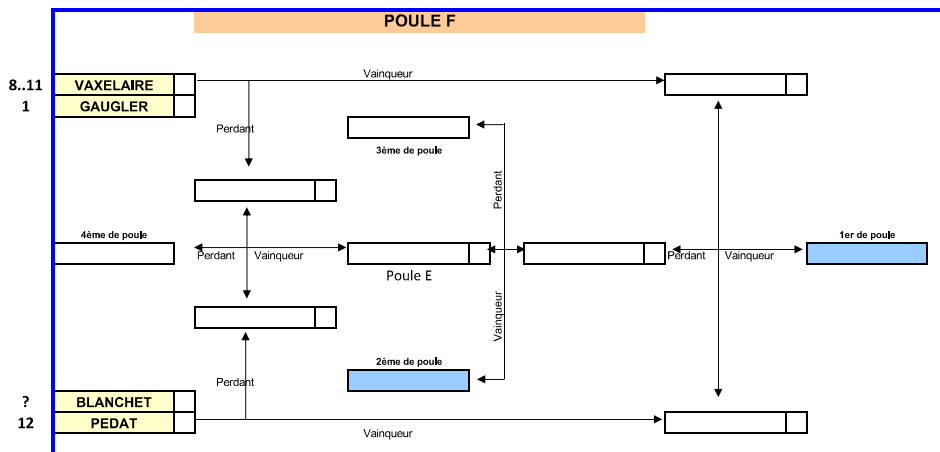 POULE F
Vainqueur
8..11 VAXELAIRE
1 GAUGLER
Perdant
3ème de poule
Perdant
4ème de poule
1er de poule
Perdant Vainqueur
Perdant Vainqueur
Poule E
Vainqueur
2ème de poule
Perdant
? BLANCHET
12 PEDAT
Vainqueur